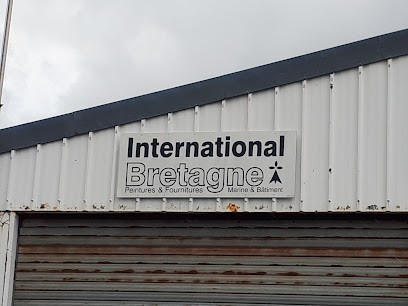 International
Bretagne
Peintures & Fournitures Marine & Bâtiment